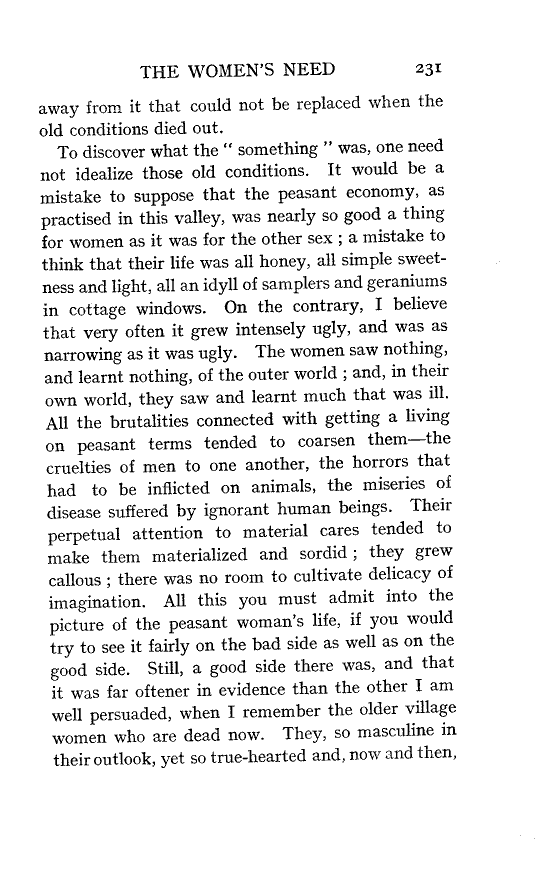 THE WOMEN'S NEED 231
away from it that could not be replaced when the
old conditions died out.
To discover what the " something " was, one need
not idealize those old conditions. It would be a
mistake to suppose that the peasant economy, as
practised in this valley, was nearly so good a thing
for women as it was for the other sex ; a mistake to
think that their life was all honey, all simple sweet-
ness and light, all an idyll of samplers and geraniums
in cottage windows. On the contrary, I believe
that very often it grew intensely ugly, and was as
narrowing as it was ugly. The women saw nothing,
and learnt nothing, of the outer world ; and, in their
own world, they saw and learnt much that was ill.
All the brutalities connected with getting a living
on peasant terms tended to coarsen them—the
cruelties of men to one another, the horrors that
had to be inflicted on animals, the miseries of
disease suffered by ignorant human beings. Their
perpetual attention to material cares tended to
make them materialized and sordid ; they grew
callous ; there was no room to cultivate delicacy of
imagination. All this you must admit into the
picture of the peasant woman's life, if you would
try to see it fairly on the bad side as well as on the
good side. Still, a good side there was, and that
it was far oftener in evidence than the other I am
well persuaded, when I remember the older village
women who are dead now. They, so masculine in
their outlook, yet so true-hearted and, now and then,